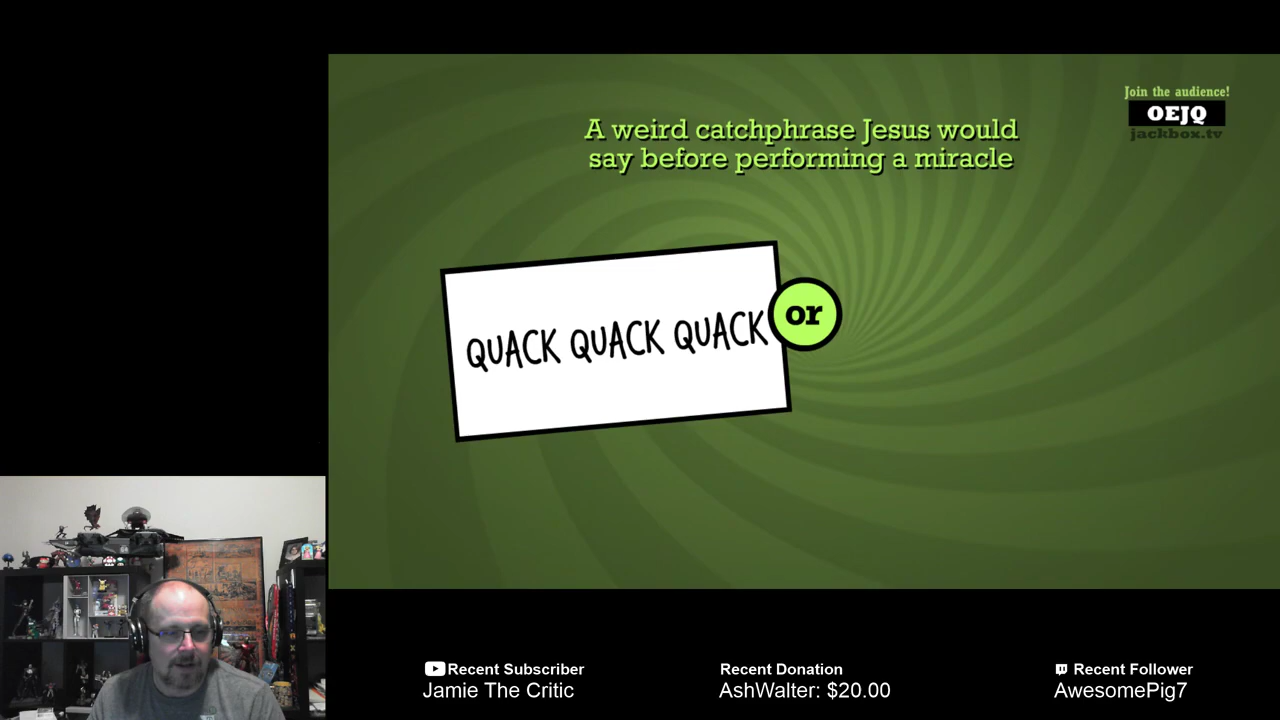 Join the audience!
OEJQ
jackbox.tv
A weird catchphrase Jesus would
say before performing a miracle
QUACK QUACK QUACK
or
Recent Subscriber
Jamie The Critic
Recent Donation
AshWalter: $20.00
Recent Follower
AwesomePig7